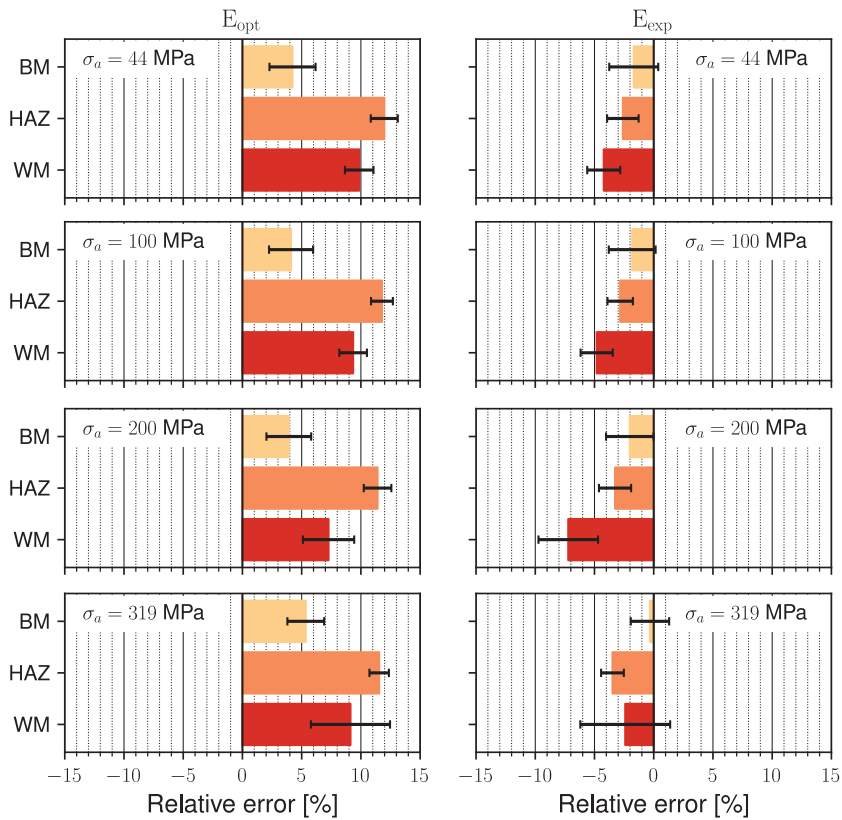 E_opt E_exp
σ_a = 44 MPa σ_a = 44 MPa
BM
HAZ
WM
σ_a = 100 MPa σ_a = 100 MPa
BM
HAZ
WM
σ_a = 200 MPa σ_a = 200 MPa
BM
HAZ
WM
σ_a = 319 MPa σ_a = 319 MPa
BM
HAZ
WM
−15 −10 −5 0 5 10 15 −15 −10 −5 0 5 10 15
Relative error [%] Relative error [%]